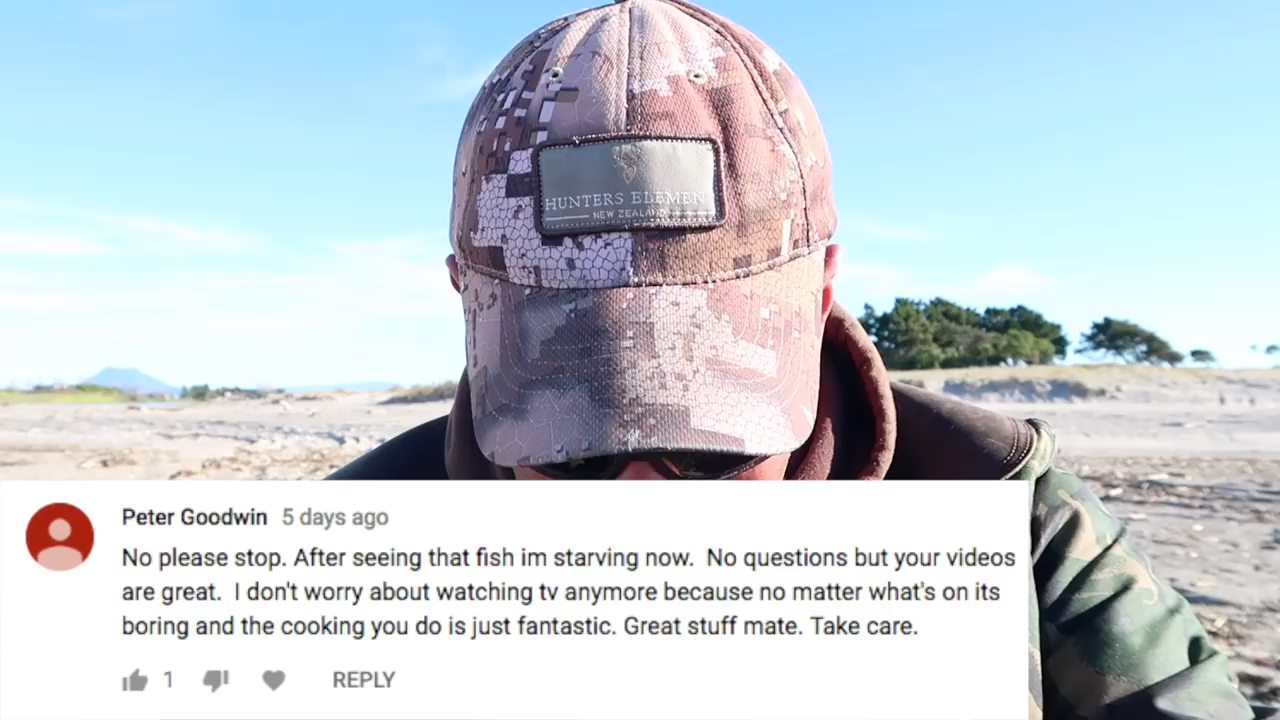 HUNTERS ELEMEN
NEW ZEALAND
Peter Goodwin 5 days ago
No please stop. After seeing that fish im starving now. No questions but your videos
are great. I don't worry about watching tv anymore because no matter what's on its
boring and the cooking you do is just fantastic. Great stuff mate. Take care.
1 REPLY